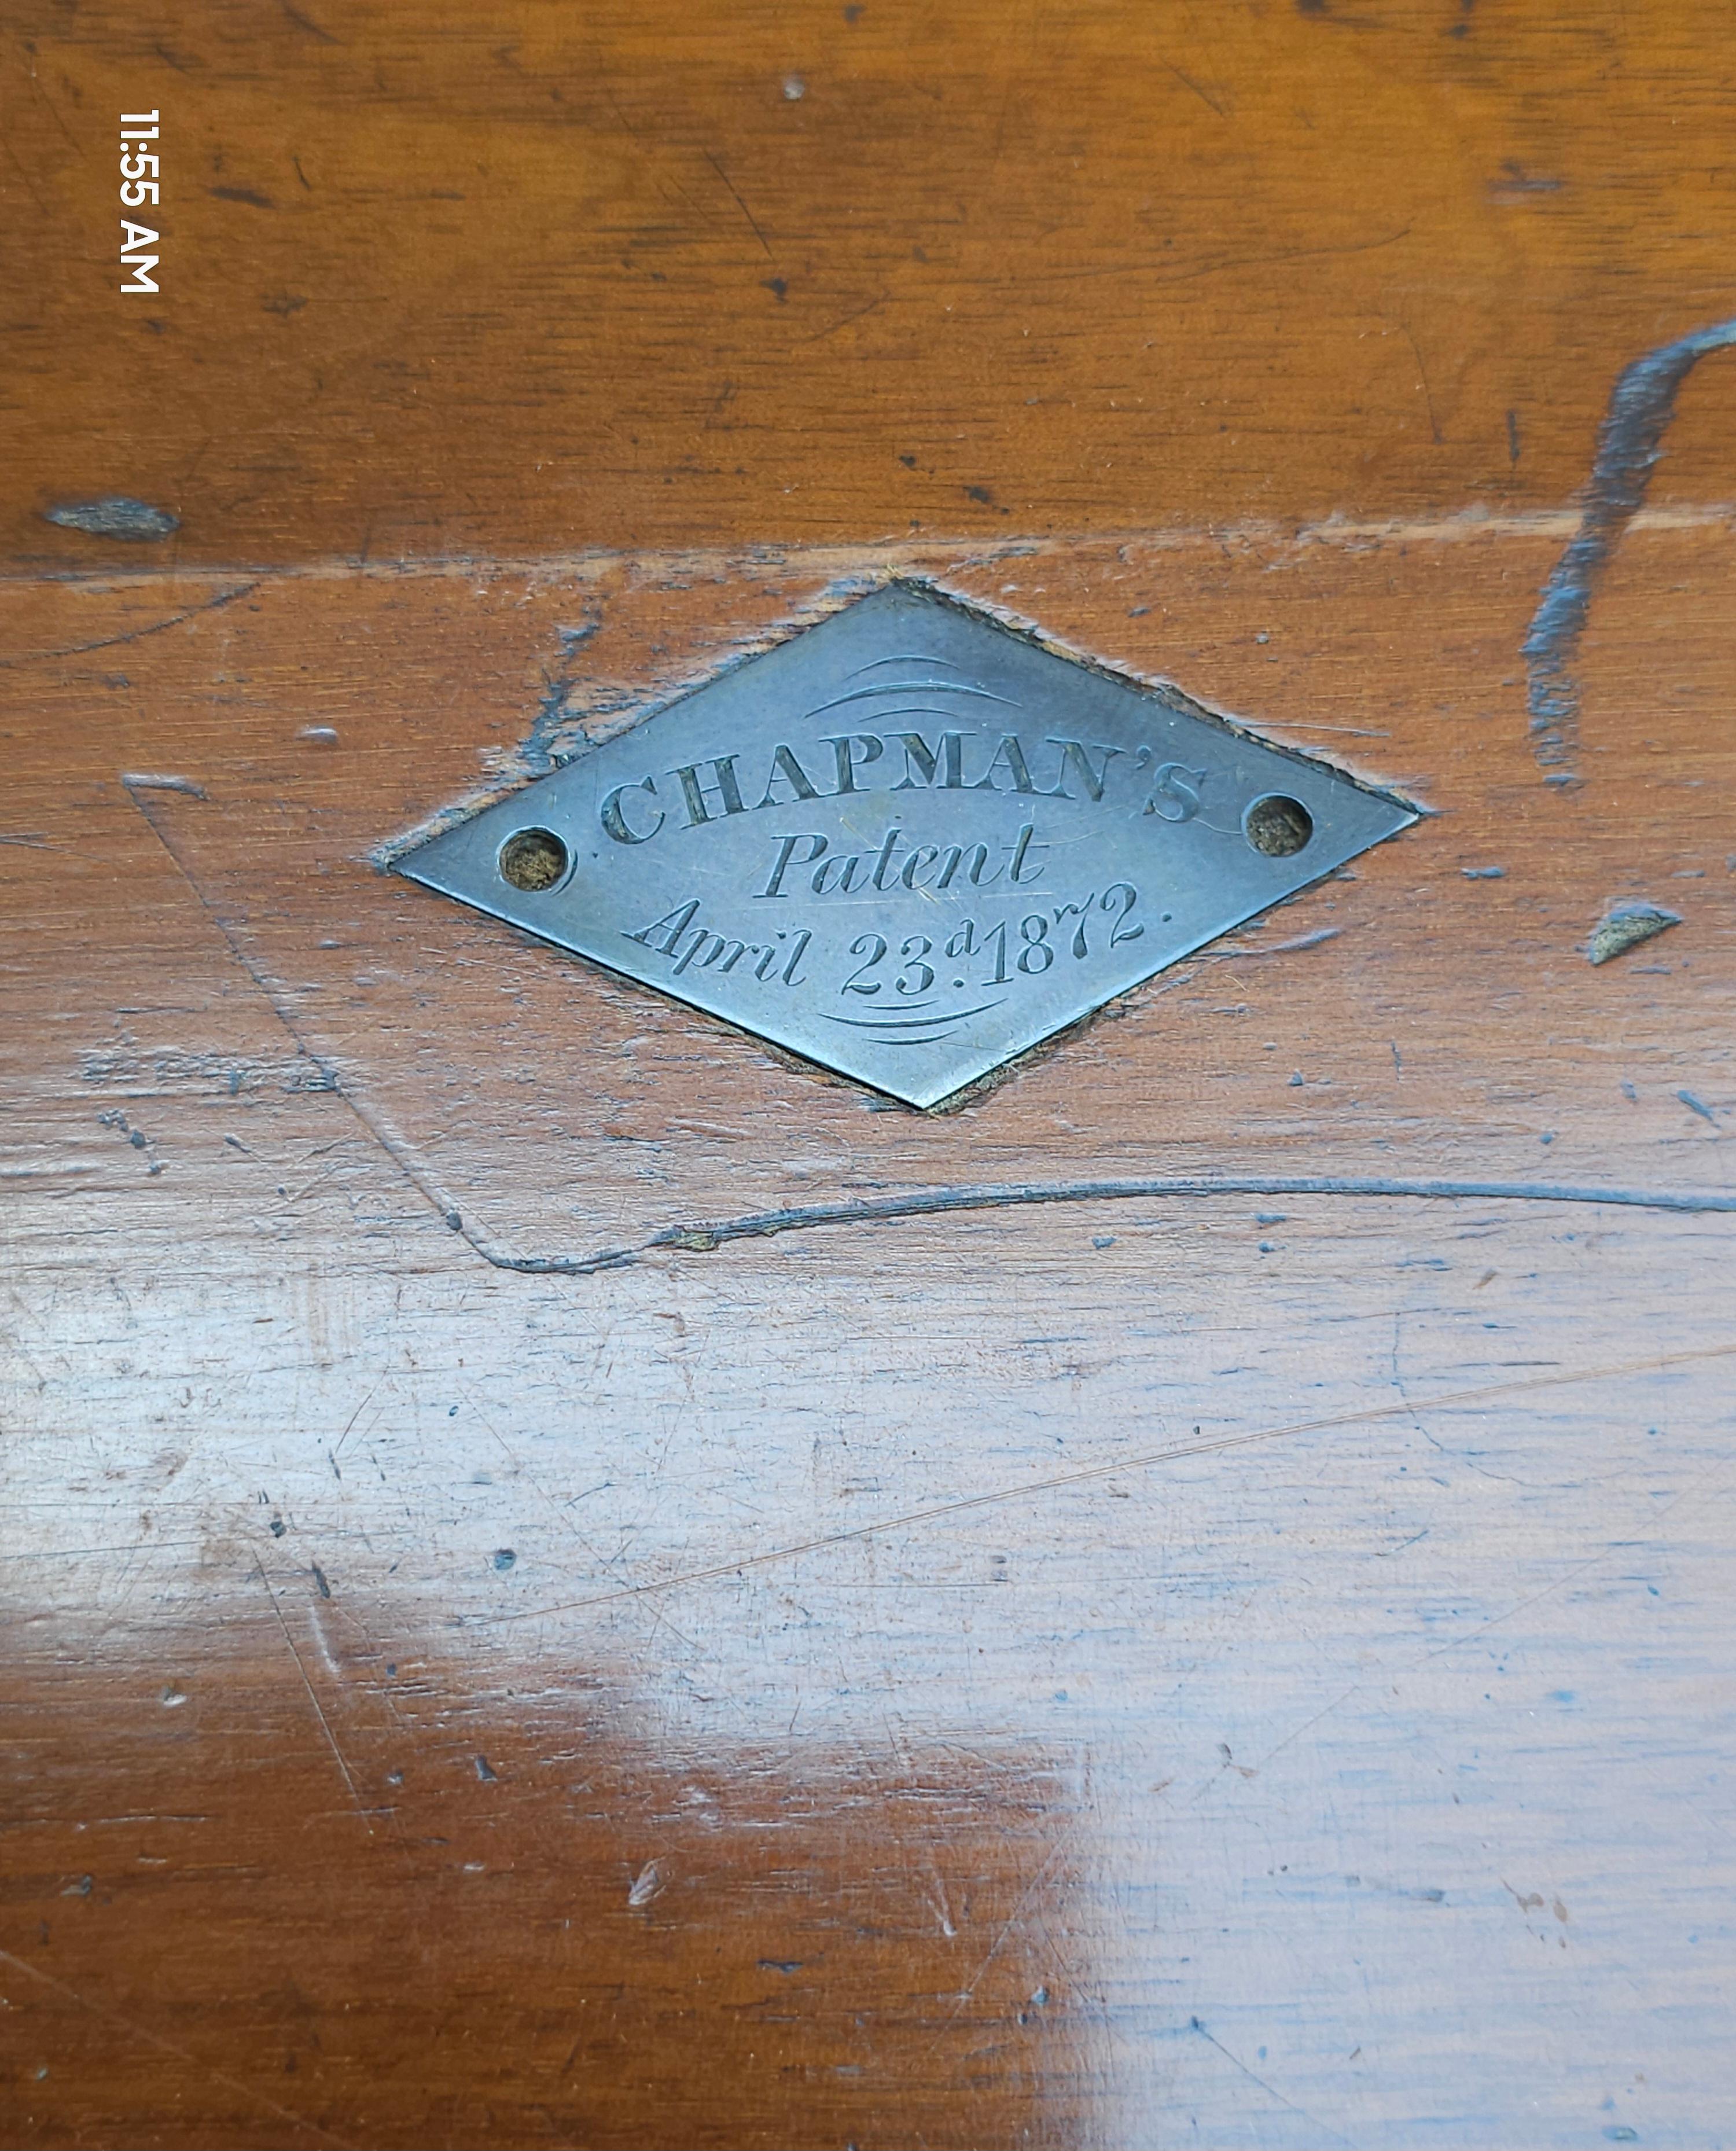 11:55 AM
CHAPMAN'S
Patent
April 23d. 1872.